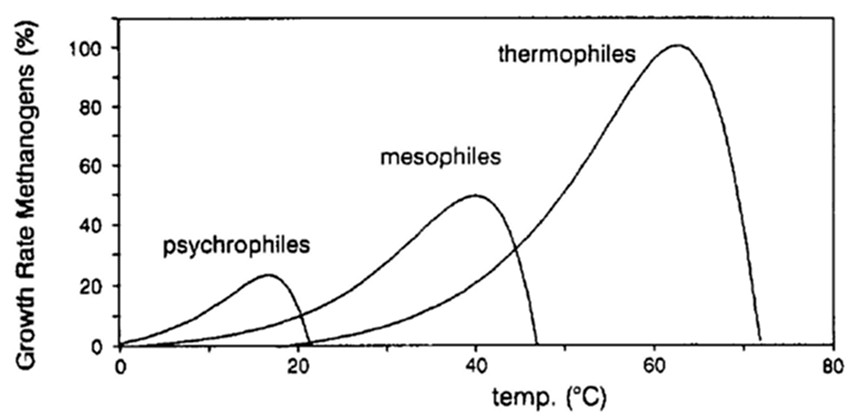 Growth Rate Methanogens (%)
100
80
60
40
20
0
thermophiles
mesophiles
psychrophiles
0
20
40
60
80
temp. (°C)